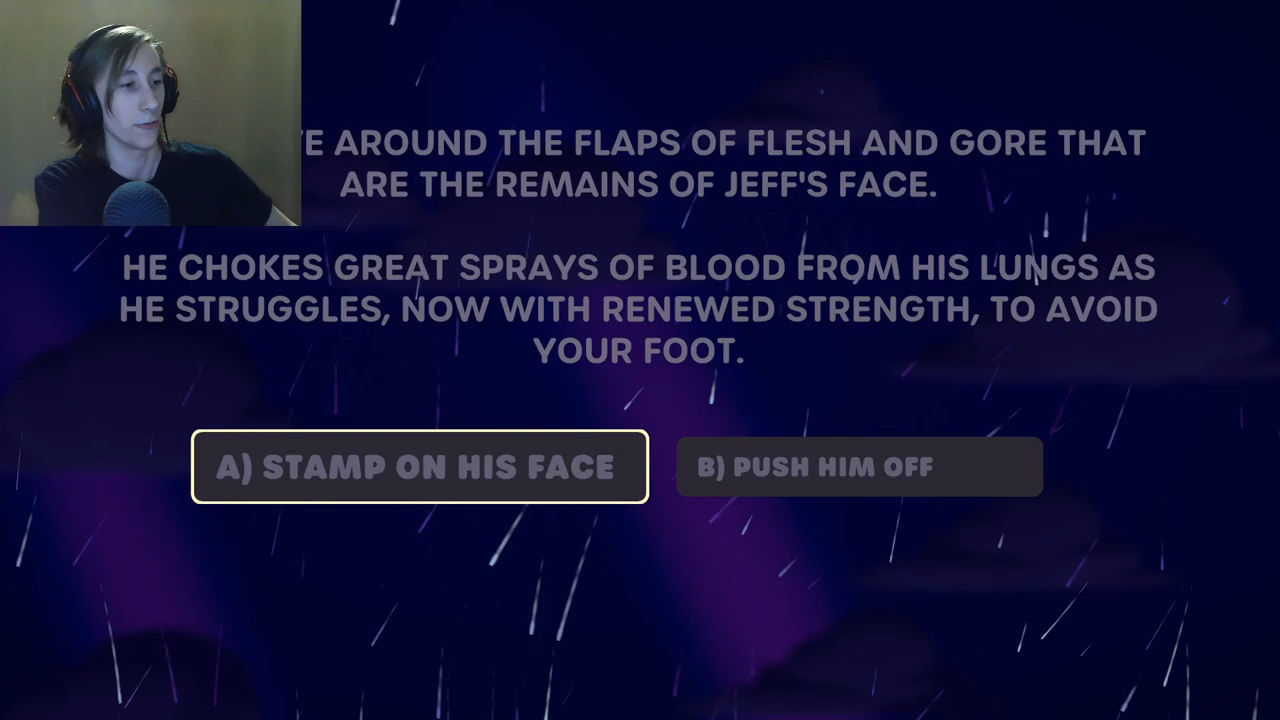 AROUND THE FLAPS OF FLESH AND GORE THAT
ARE THE REMAINS OF JEFF'S FACE.
HE CHOKES GREAT SPRAYS OF BLOOD FROM HIS LUNGS AS
HE STRUGGLES, NOW WITH RENEWED STRENGTH, TO AVOID
YOUR FOOT.
A) STAMP ON HIS FACE
B) PUSH HIM OFF